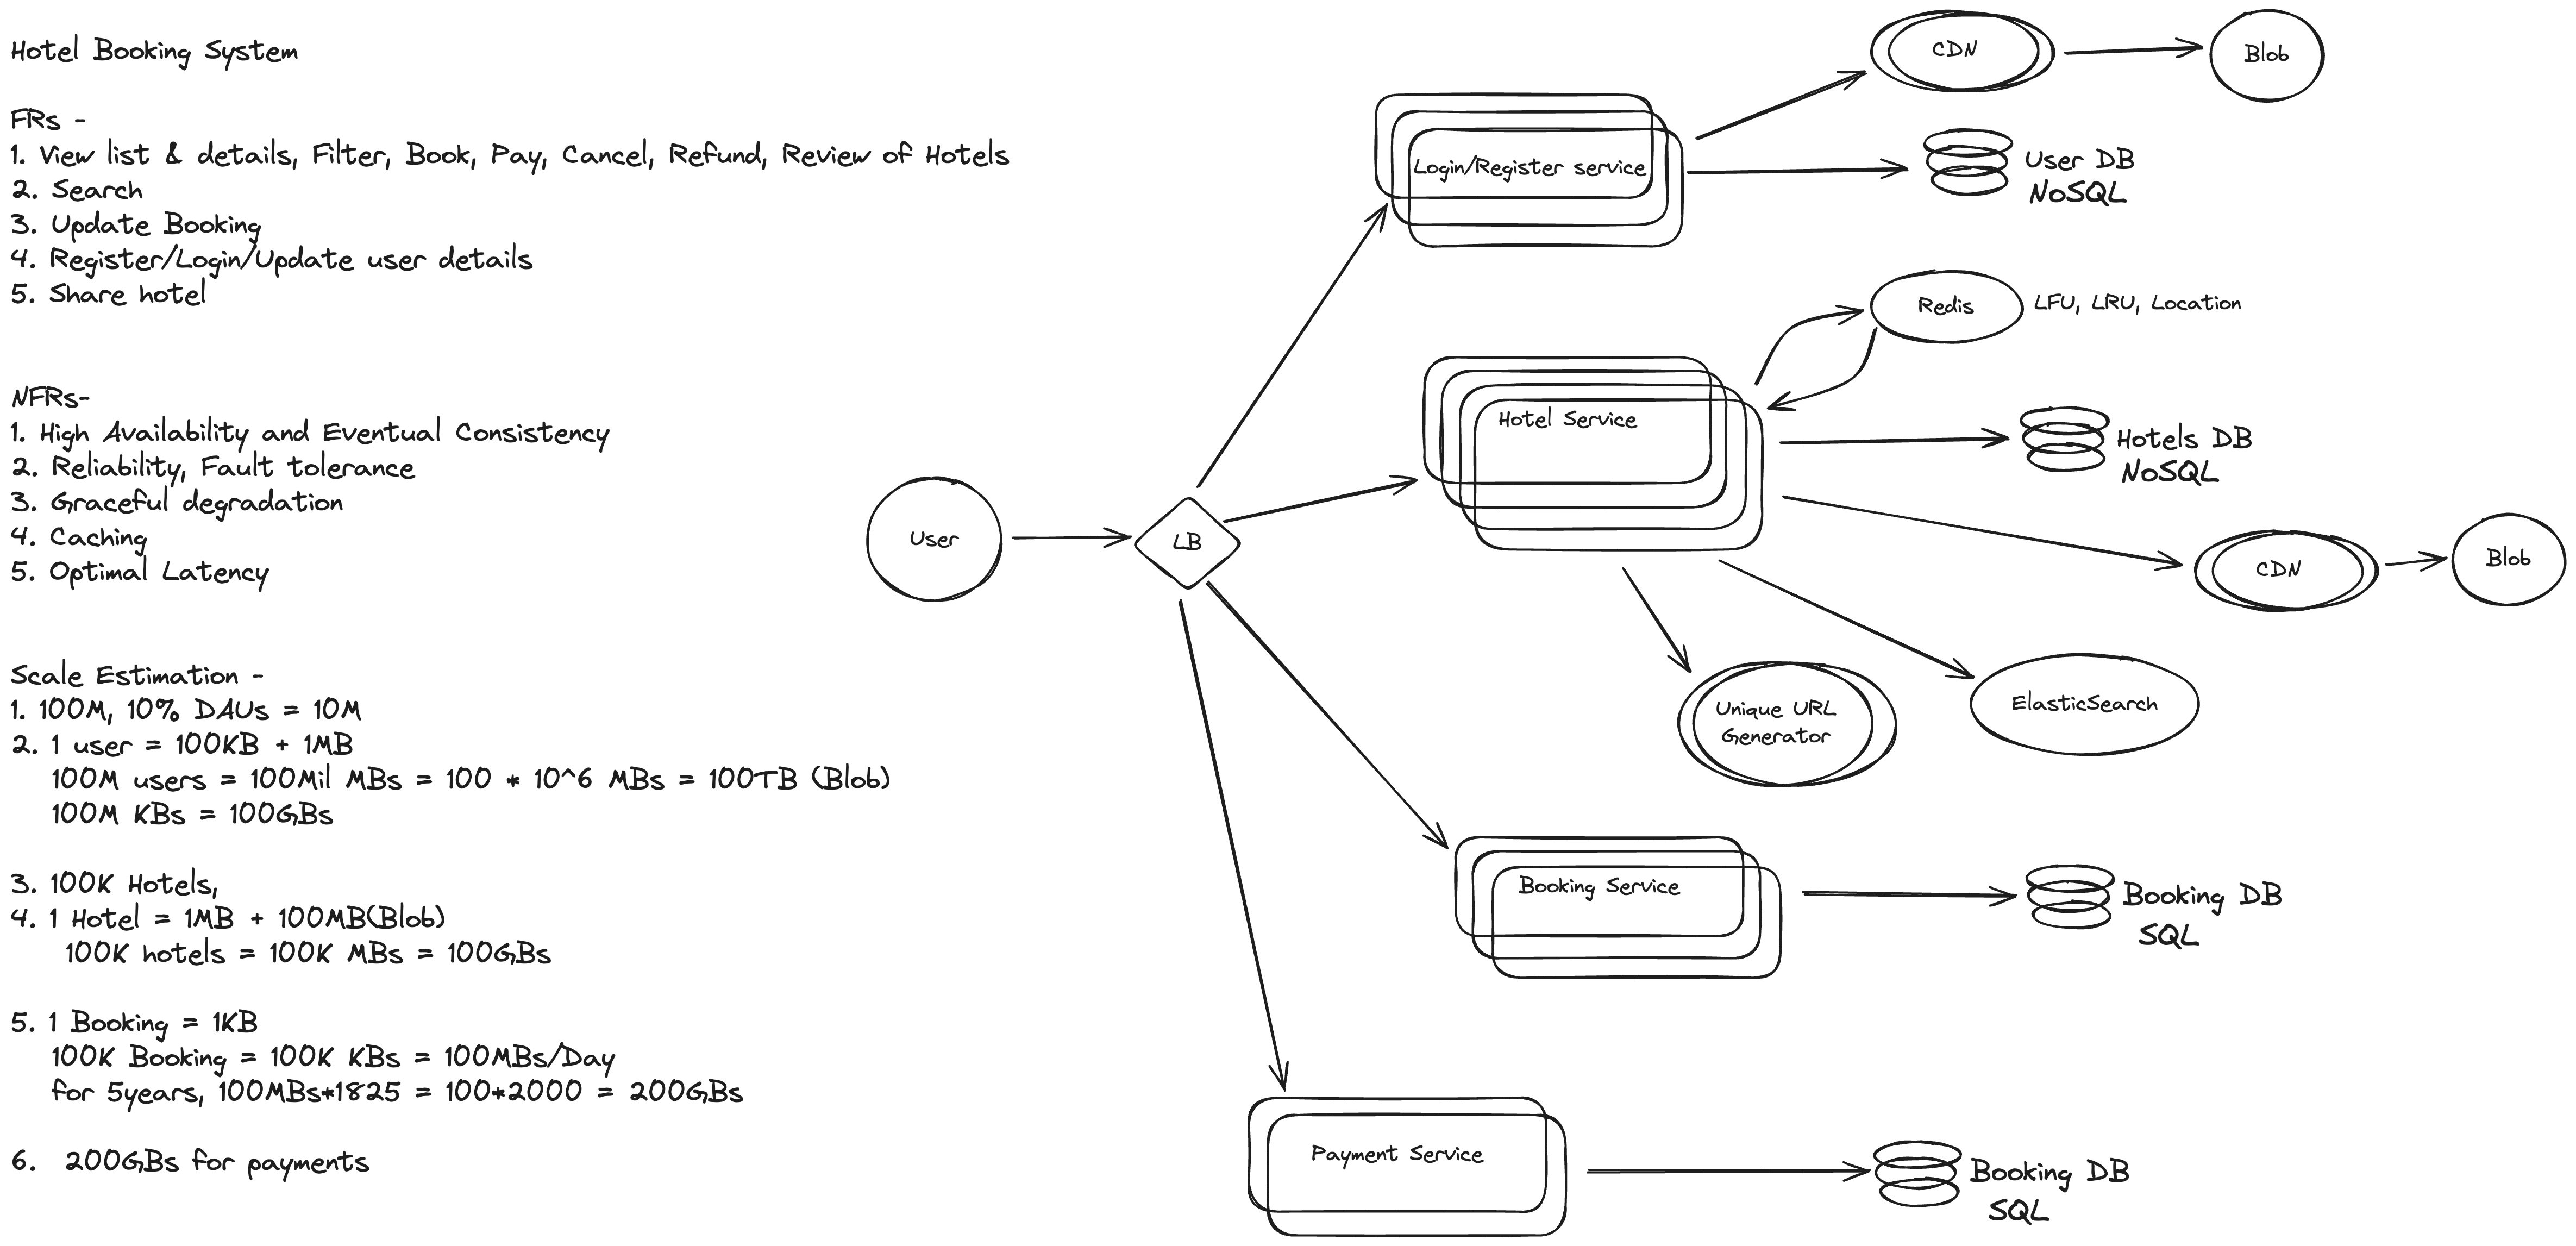 Hotel Booking System
FRs -
1. View list & details, Filter, Book, Pay, Cancel, Refund, Review of Hotels
2. Search
3. Update Booking
4. Register/Login/Update user details
5. Share hotel
NFRs-
1. High Availability and Eventual Consistency
2. Reliability, Fault tolerance
3. Graceful degradation
4. Caching
5. Optimal Latency
Scale Estimation -
1. 100M, 10% DAUs = 10M
2. 1 user = 100KB + 1MB
100M users = 100Mil MBs = 100 * 10^6 MBs = 100TB (Blob)
100M KBs = 100GBs
3. 100K Hotels,
4. 1 Hotel = 1MB + 100MB(Blob)
100K hotels = 100K MBs = 100GBs
5. 1 Booking = 1KB
100K Booking = 100K KBs = 100MBs/Day
for 5years, 100MBs*1825 = 100*2000 = 200GBs
6. 200GBs for payments
User
LB
Login/Register service
CDN
Blob
User DB
NoSQL
Redis
LFU, LRU, Location
Hotel Service
Hotels DB
NoSQL
CDN
Blob
Unique URL
Generator
ElasticSearch
Booking Service
Booking DB
SQL
Payment Service
Booking DB
SQL